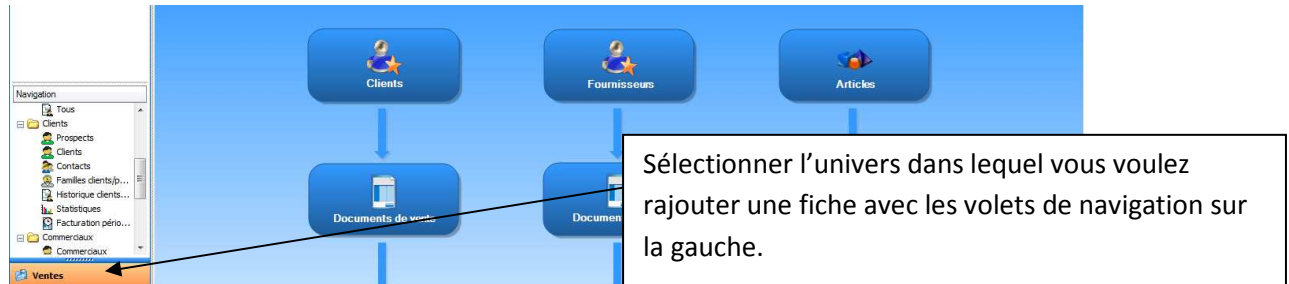 Navigation
Tous
Clients
Prospects
Clients
Contacts
Familles clients/p...
Historique clients...
Statistiques
Facturation pério...
Commerciaux
Commerciaux
Ventes
Clients
Fournisseurs
Articles
Documents de vente
Documen
Sélectionner l’univers dans lequel vous voulez
rajouter une fiche avec les volets de navigation sur
la gauche.